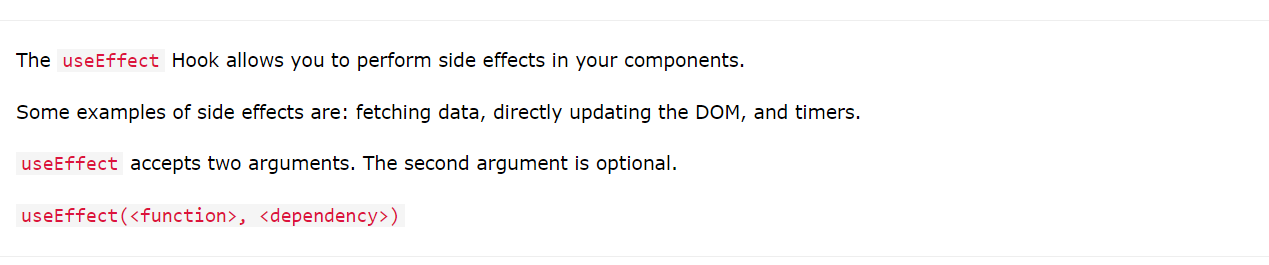 The useEffect Hook allows you to perform side effects in your components.
Some examples of side effects are: fetching data, directly updating the DOM, and timers.
useEffect accepts two arguments. The second argument is optional.
useEffect(<function>, <dependency>)